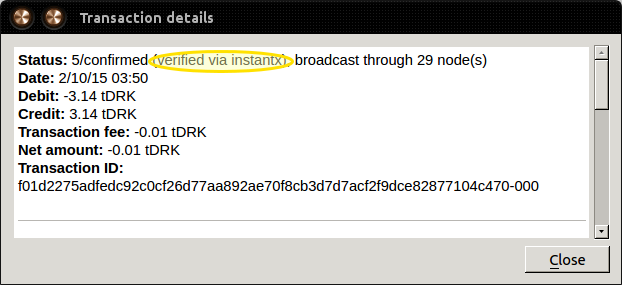 Transaction details
Status: 5/confirmed (verified via instantx), broadcast through 29 node(s)
Date: 2/10/15 03:50
Debit: -3.14 tDRK
Credit: 3.14 tDRK
Transaction fee: -0.01 tDRK
Net amount: -0.01 tDRK
Transaction ID:
f01d2275adfedc92c0cf26d77aa892ae70f8cb3d7d7acf2f9dce82877104c470-000
Close